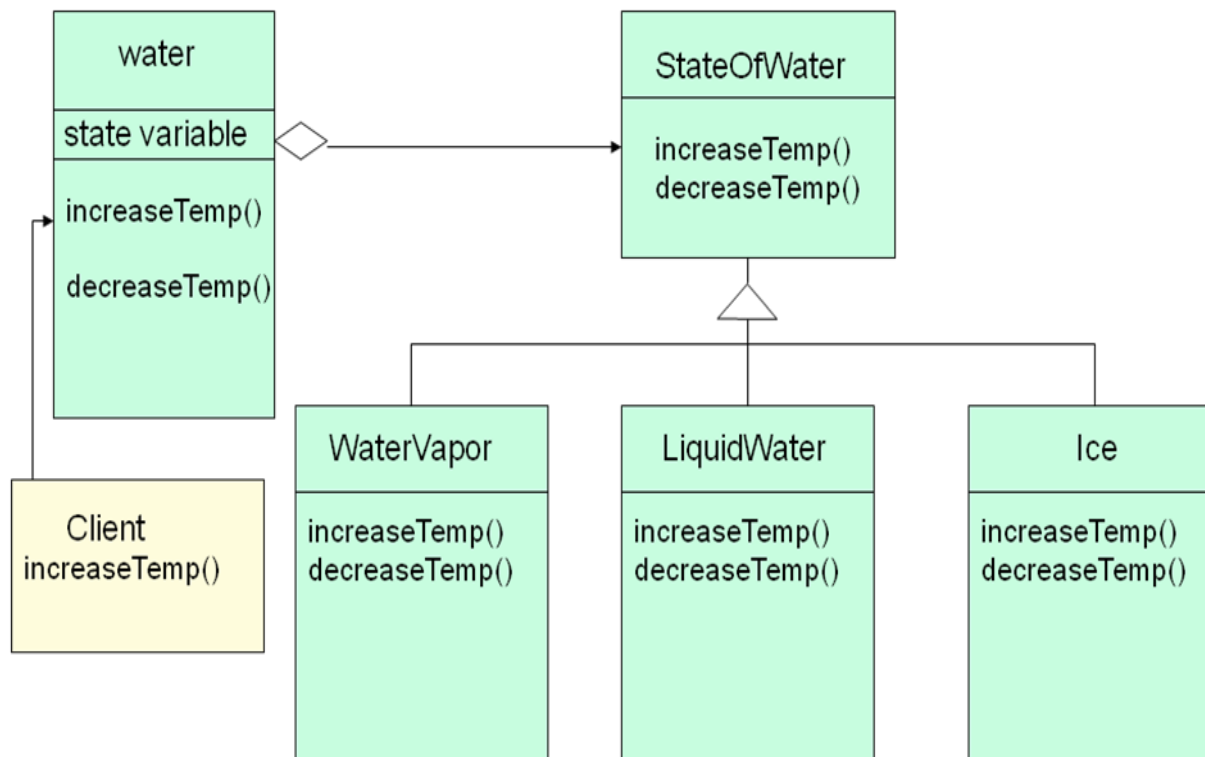 water
state variable
increaseTemp()
decreaseTemp()
StateOfWater
increaseTemp()
decreaseTemp()
Client
increaseTemp()
WaterVapor
increaseTemp()
decreaseTemp()
LiquidWater
increaseTemp()
decreaseTemp()
Ice
increaseTemp()
decreaseTemp()